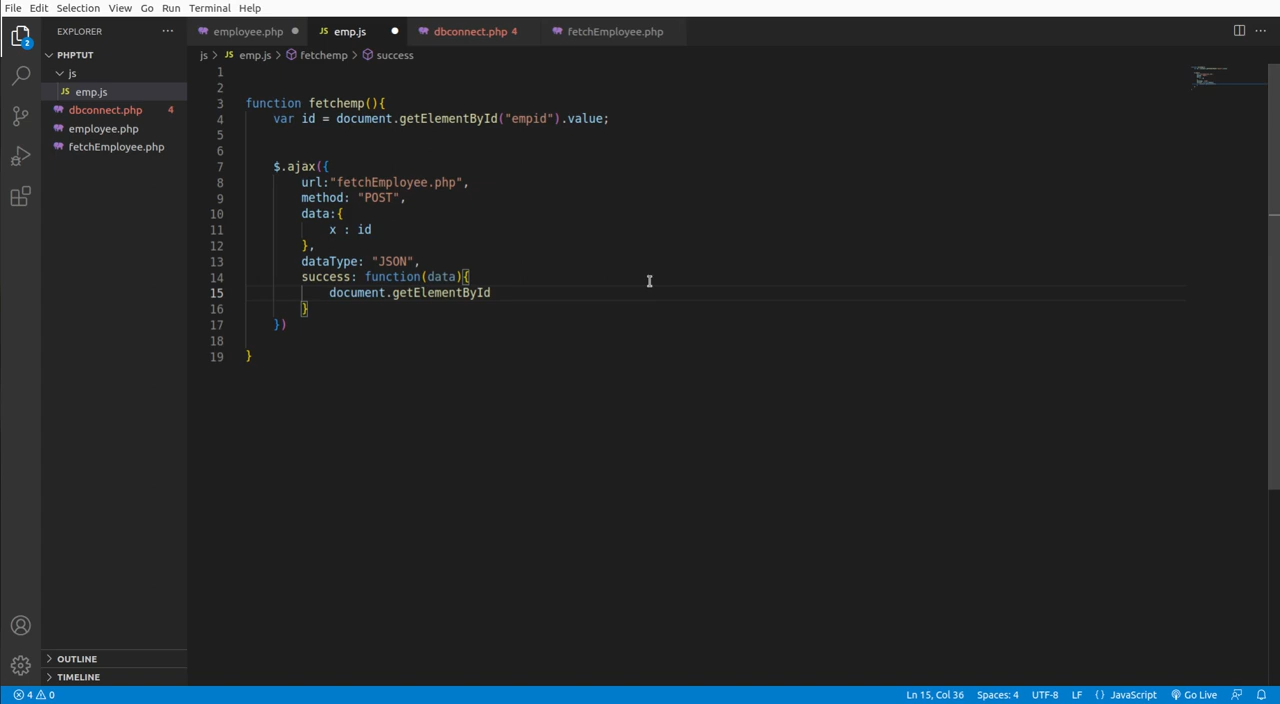 File Edit Selection View Go Run Terminal Help
EXPLORER
employee.php
JS emp.js
dbconnect.php 4
fetchEmployee.php
2
PHPTUT
js
JS emp.js
dbconnect.php 4
employee.php
fetchEmployee.php
js > JS emp.js > fetchemp > success
1
2
3 function fetchemp(){
4 var id = document.getElementById("empid").value;
5
6
7 $.ajax({
8 url:"fetchEmployee.php",
9 method: "POST",
10 data:{
11 x : id
12 },
13 dataType: "JSON",
14 success: function(data){
15 document.getElementById
16 }
17 })
18
19 }
OUTLINE
TIMELINE
4 0
Ln 15, Col 36 Spaces: 4 UTF-8 LF {} JavaScript Go Live